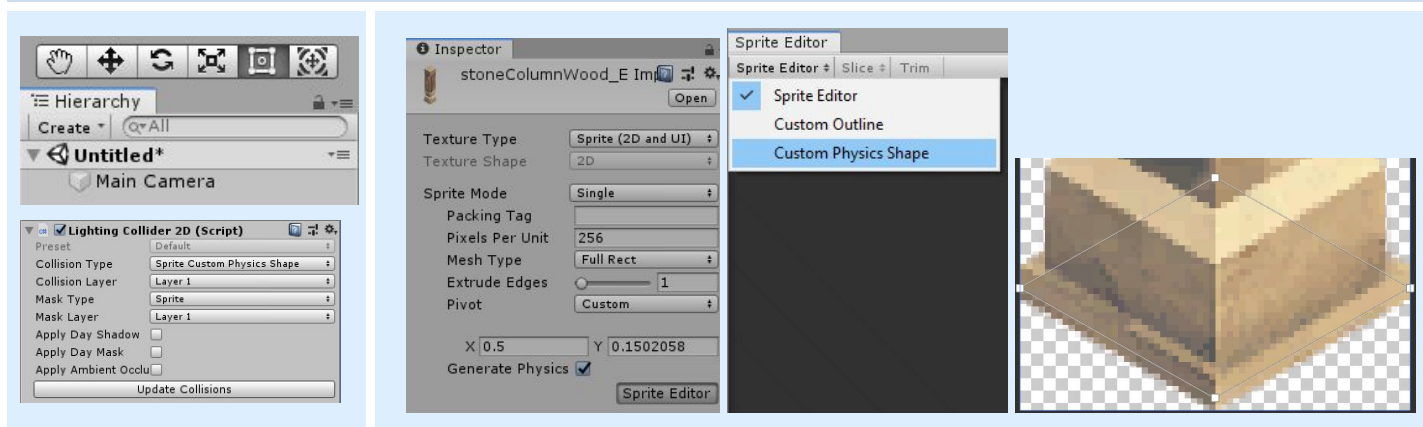 Hierarchy
Create
All
Untitled*
Main Camera
Lighting Collider 2D (Script)
Preset Default
Collision Type Sprite Custom Physics Shape
Collision Layer Layer 1
Mask Type Sprite
Mask Layer Layer 1
Apply Day Shadow
Apply Day Mask
Apply Ambient Occlu
Update Collisions
Inspector
stoneColumnWood_E Imp
Open
Texture Type Sprite (2D and UI)
Texture Shape 2D
Sprite Mode Single
Packing Tag
Pixels Per Unit 256
Mesh Type Full Rect
Extrude Edges 1
Pivot Custom
X 0.5 Y 0.1502058
Generate Physics
Sprite Editor
Sprite Editor
Sprite Editor Slice Trim
Sprite Editor
Custom Outline
Custom Physics Shape